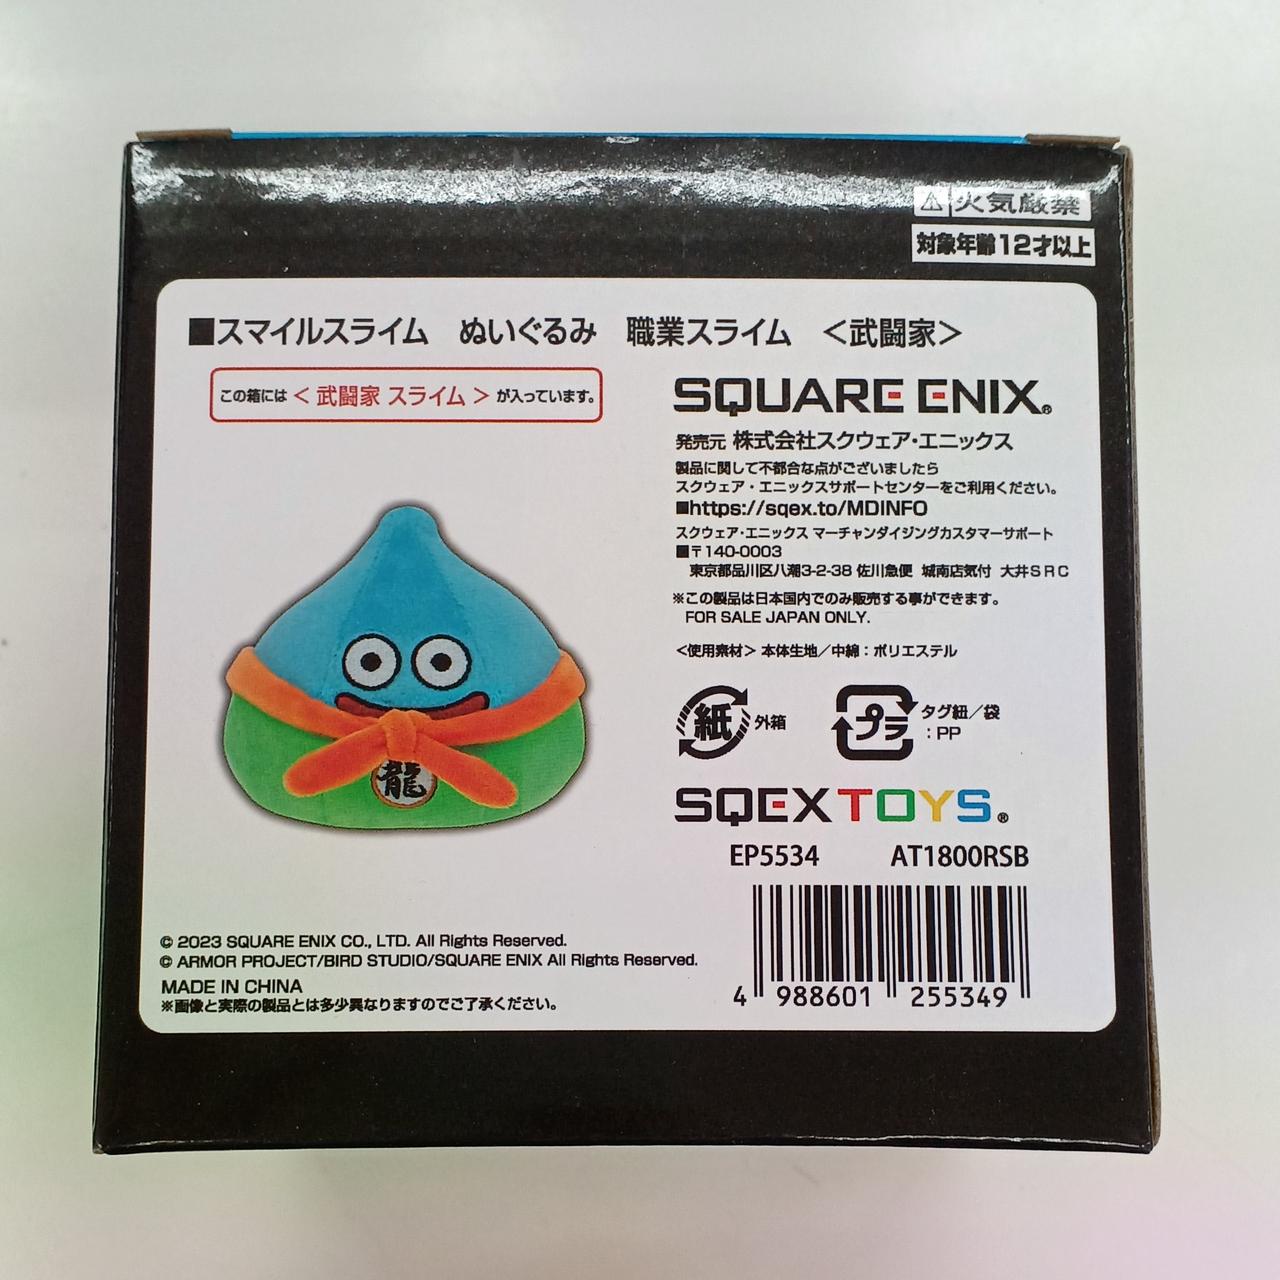 火気厳禁
対象年齢12才以上
■スマイルスライム ぬいぐるみ 職業スライム ＜武闘家＞
この箱には＜武闘家 スライム＞が入っています。
SQUARE ENIX®
発売元 株式会社スクウェア・エニックス
製品に関して不都合な点がございましたら
スクウェア・エニックスサポートセンターをご利用ください。
■https://sqex.to/MDINFO
スクウェア・エニックス マーチャンダイジングカスタマーサポート
■〒140-0003
東京都品川区八潮3-2-38 佐川急便 城南店気付 大井SRC
※この製品は日本国内でのみ販売する事ができます。
FOR SALE JAPAN ONLY.
＜使用素材＞本体生地／中綿：ポリエステル
紙 外箱
プラ タグ紐／袋
：PP
龍
SQEX TOYS®
EP5534 AT1800RSB
© 2023 SQUARE ENIX CO., LTD. All Rights Reserved.
© ARMOR PROJECT/BIRD STUDIO/SQUARE ENIX All Rights Reserved.
MADE IN CHINA
※画像と実際の製品とは多少異なりますのでご了承ください。
4 988601 255349